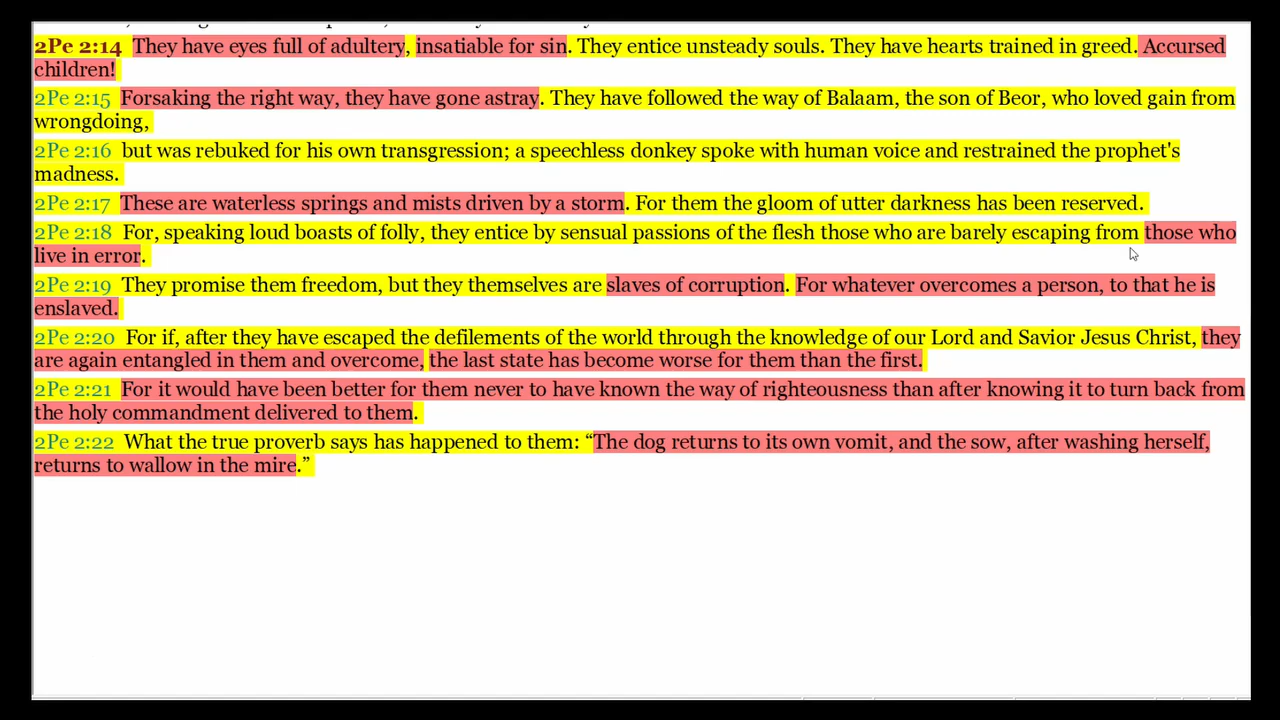 2Pe 2:14 They have eyes full of adultery, insatiable for sin. They entice unsteady souls. They have hearts trained in greed. Accursed
children!
2Pe 2:15 Forsaking the right way, they have gone astray. They have followed the way of Balaam, the son of Beor, who loved gain from
wrongdoing,
2Pe 2:16 but was rebuked for his own transgression; a speechless donkey spoke with human voice and restrained the prophet's
madness.
2Pe 2:17 These are waterless springs and mists driven by a storm. For them the gloom of utter darkness has been reserved.
2Pe 2:18 For, speaking loud boasts of folly, they entice by sensual passions of the flesh those who are barely escaping from those who
live in error.
2Pe 2:19 They promise them freedom, but they themselves are slaves of corruption. For whatever overcomes a person, to that he is
enslaved.
2Pe 2:20 For if, after they have escaped the defilements of the world through the knowledge of our Lord and Savior Jesus Christ, they
are again entangled in them and overcome, the last state has become worse for them than the first.
2Pe 2:21 For it would have been better for them never to have known the way of righteousness than after knowing it to turn back from
the holy commandment delivered to them.
2Pe 2:22 What the true proverb says has happened to them: “The dog returns to its own vomit, and the sow, after washing herself,
returns to wallow in the mire.”